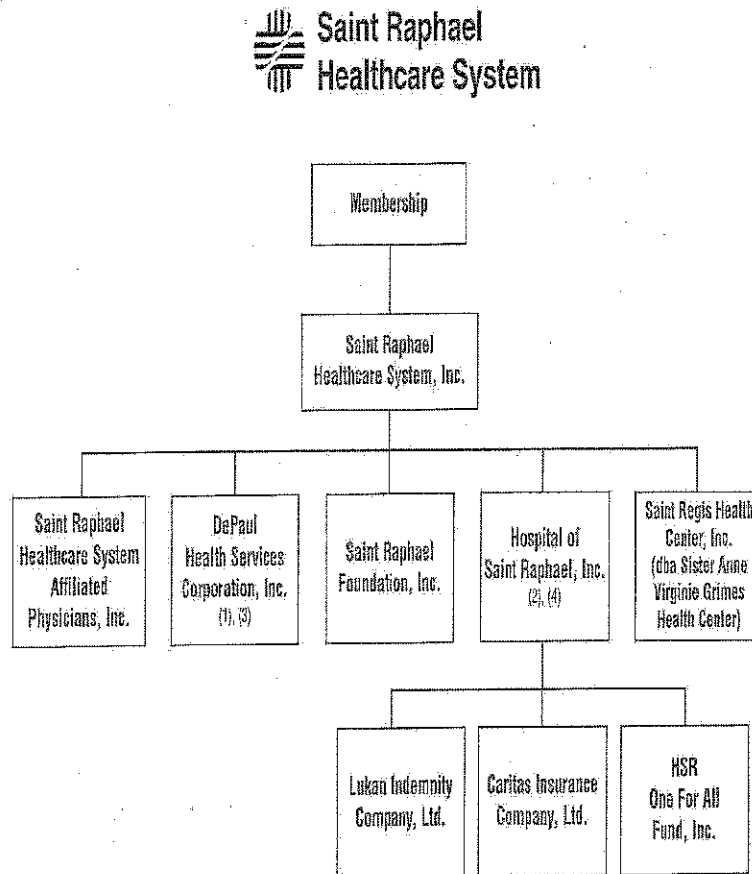 Saint Raphael
Healthcare System
Membership
Saint Raphael
Healthcare System, Inc.
Saint Raphael
Healthcare System
Affiliated
Physicians, Inc.
DePaul
Health Services
Corporation, Inc.
(1), (3)
Saint Raphael
Foundation, Inc.
Hospital of
Saint Raphael, Inc.
(2), (4)
Saint Regis Health
Center, Inc.
(dba Sister Anne
Virginie Grimes
Health Center)
Lukan Indemnity
Company, Ltd.
Caritas Insurance
Company, Ltd.
HSR
One For All
Fund, Inc.